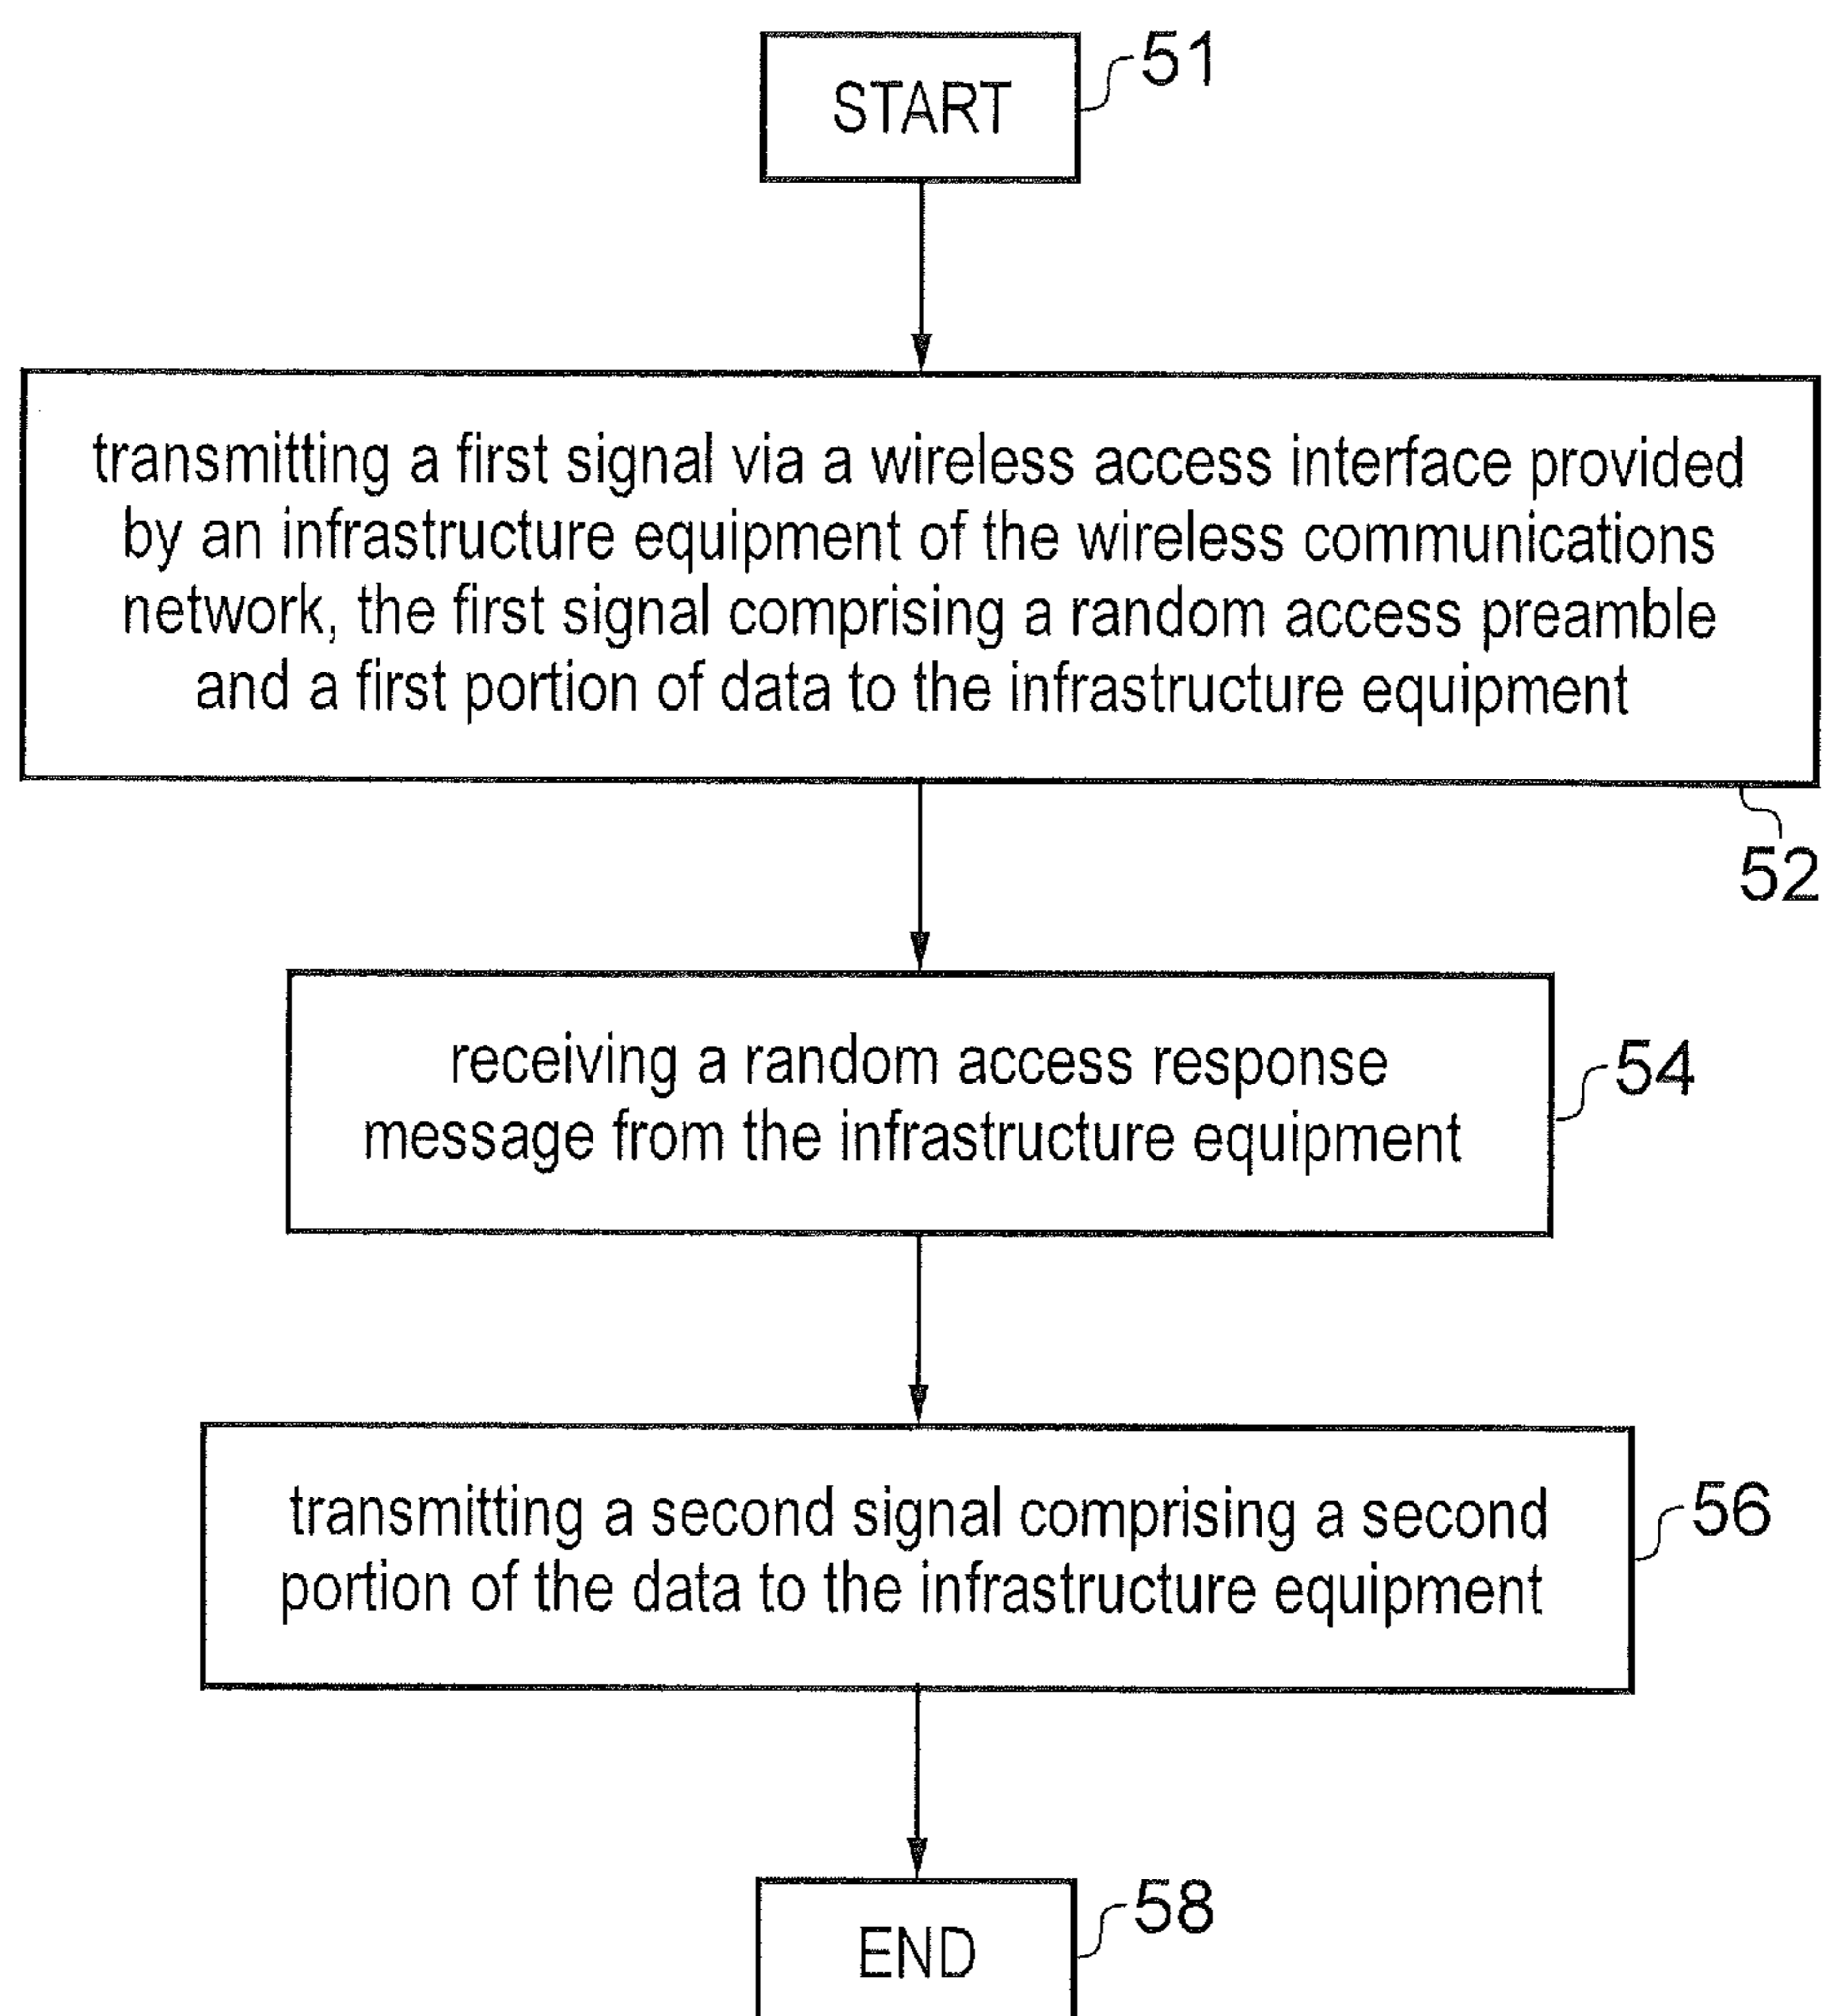 START
51
transmitting a first signal via a wireless access interface provided
by an infrastructure equipment of the wireless communications
network, the first signal comprising a random access preamble
and a first portion of data to the infrastructure equipment
52
receiving a random access response
message from the infrastructure equipment
54
transmitting a second signal comprising a second
portion of the data to the infrastructure equipment
56
END
58